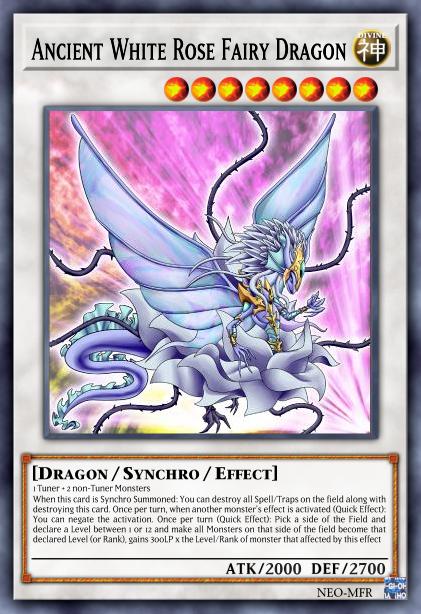 ANCIENT WHITE ROSE FAIRY DRAGON
DIVINE
神
[DRAGON / SYNCHRO / EFFECT]
1 Tuner + 2 non-Tuner Monsters
When this card is Synchro Summoned: You can destroy all Spell/Traps on the field along with
destroying this card. Once per turn, when another monster's effect is activated (Quick Effect):
You can negate the activation. Once per turn (Quick Effect): Pick a side of the Field and
declare a Level between 1 or 12 and make all Monsters on that side of the field become that
declared Level (or Rank), gains 300LP x the Level/Rank of monster that affected by this effect
ATK/2000 DEF/2700
NEO-MFR